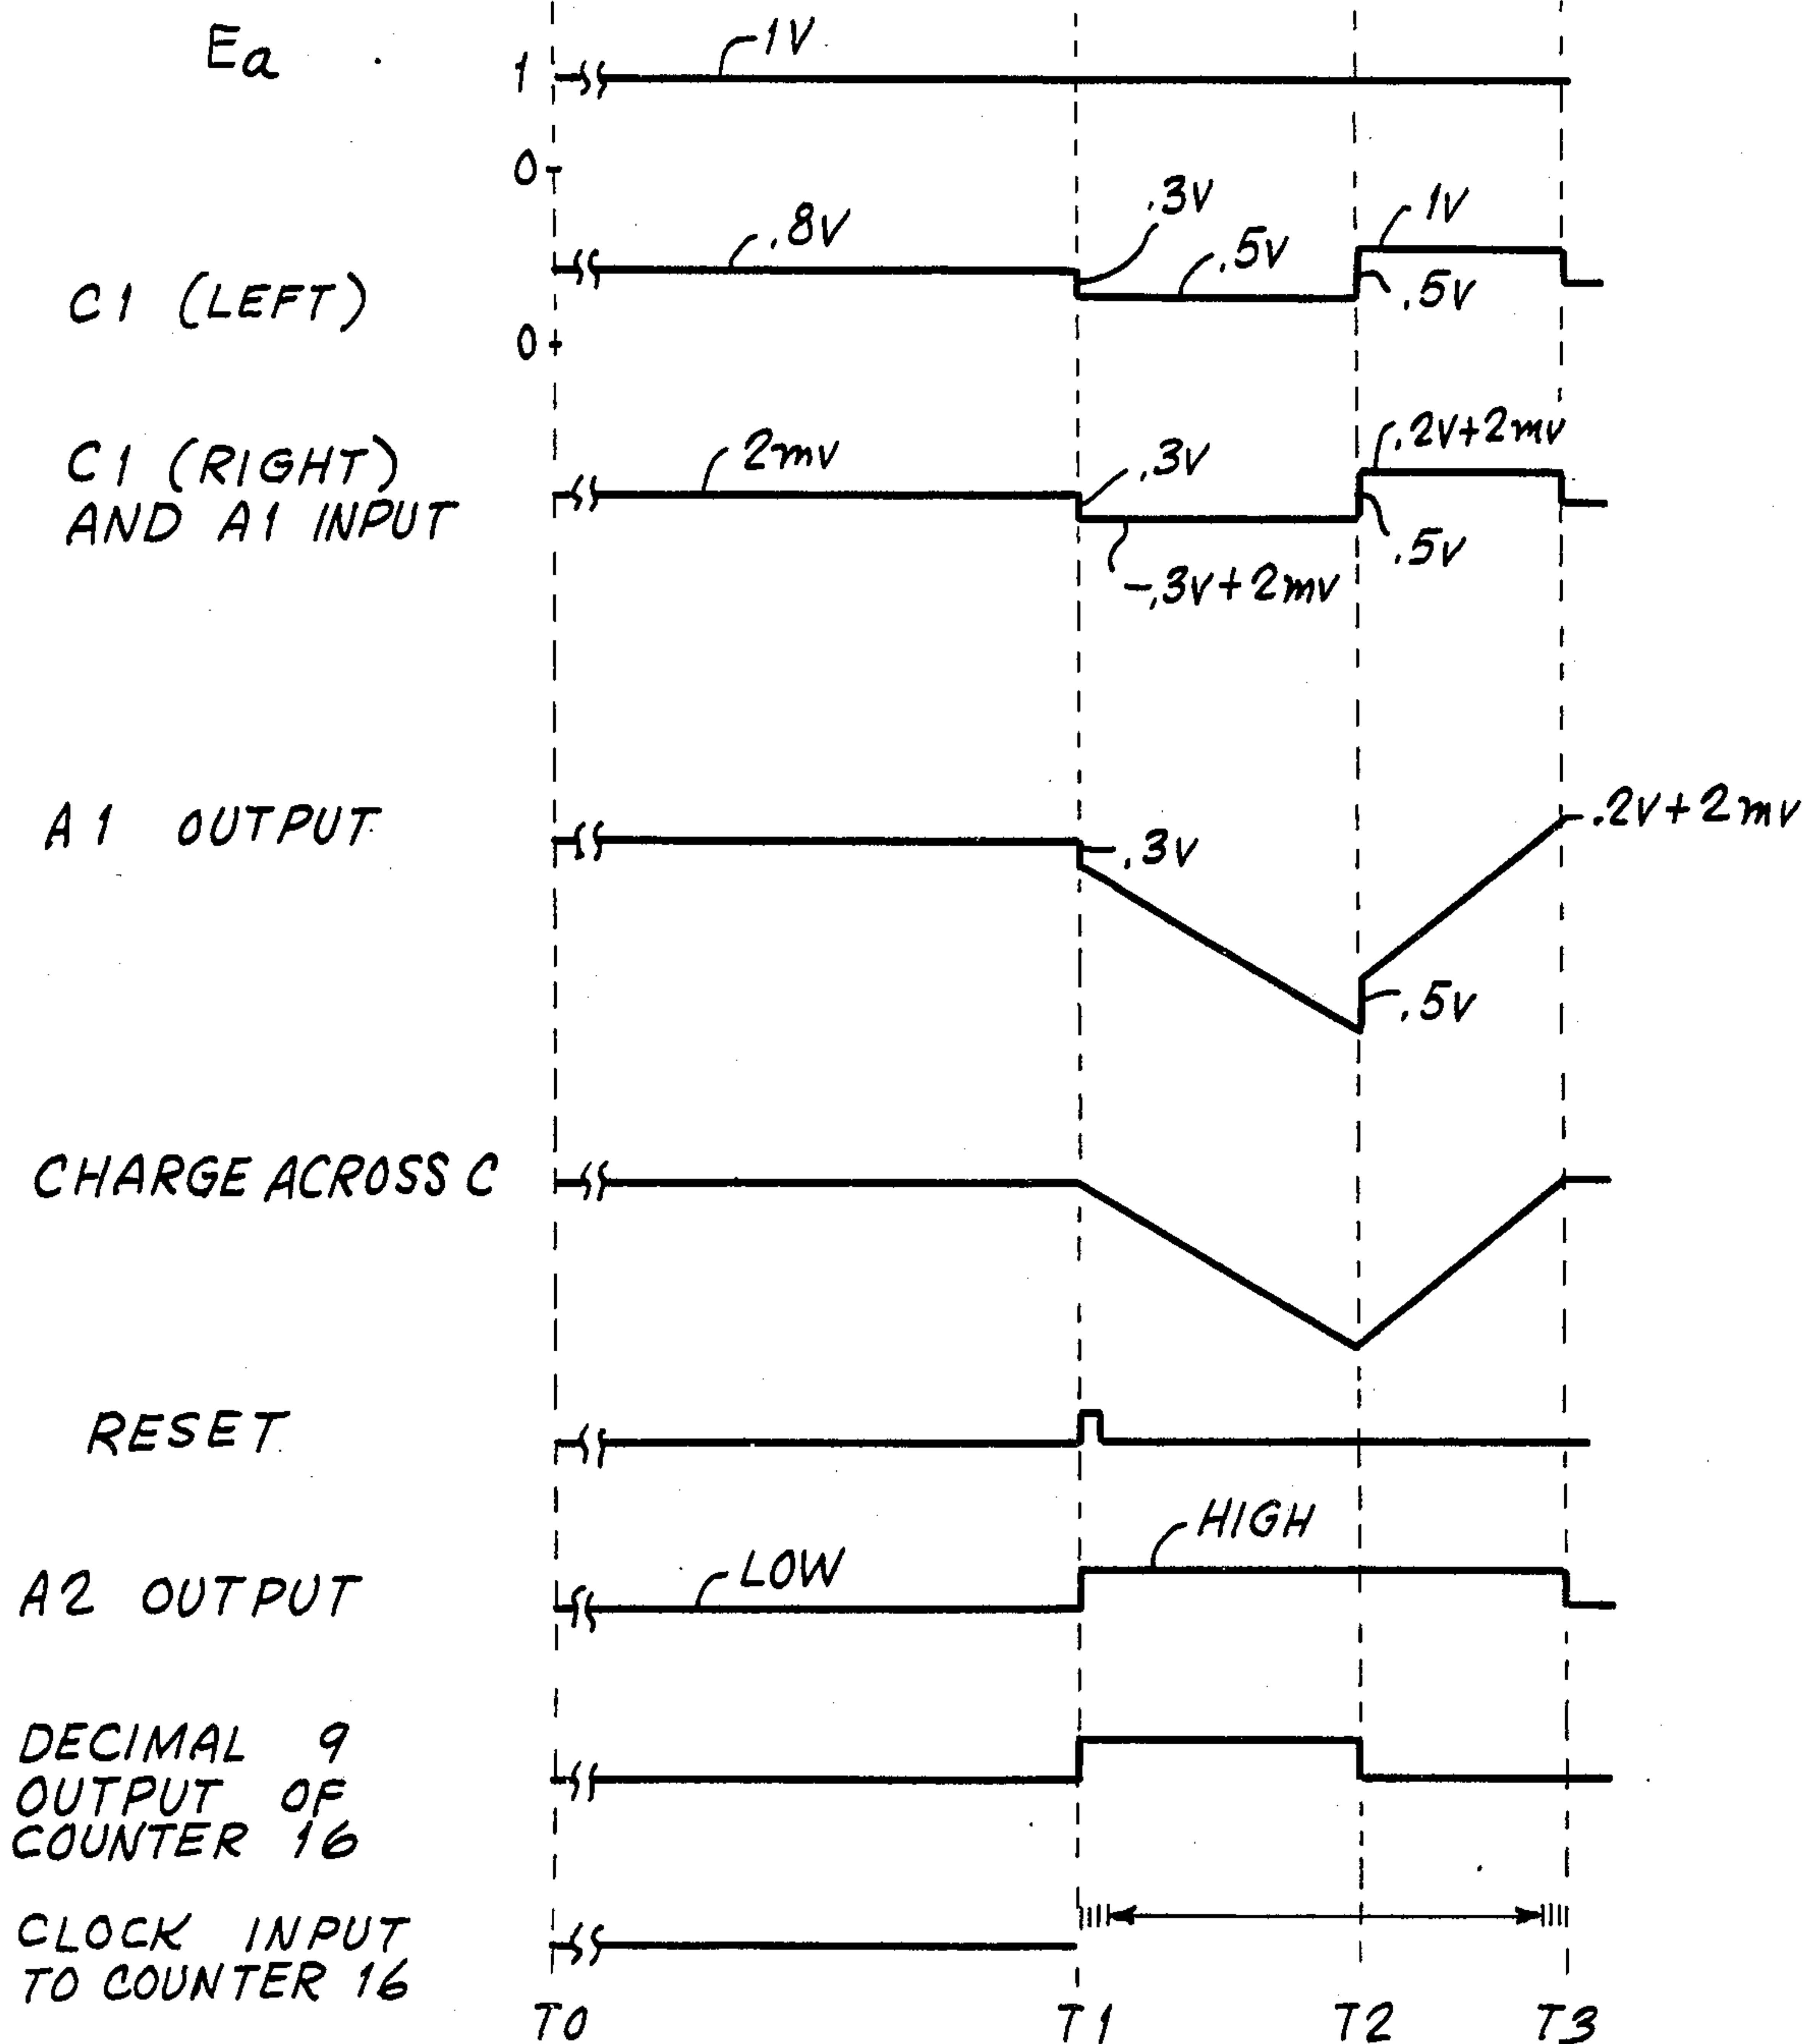 Ea
1
1V
0
C1 (LEFT)
.8V
.3V
.5V
1V
.5V
0
C1 (RIGHT)
AND A1 INPUT
2mv
.3V
-.3V+2mv
.2V+2mv
.5V
A1 OUTPUT
.3V
.5V
.2V+2mv
CHARGE ACROSS C
RESET
A2 OUTPUT
LOW
HIGH
DECIMAL 9
OUTPUT OF
COUNTER 16
CLOCK INPUT
TO COUNTER 16
T0 T1 T2 T3